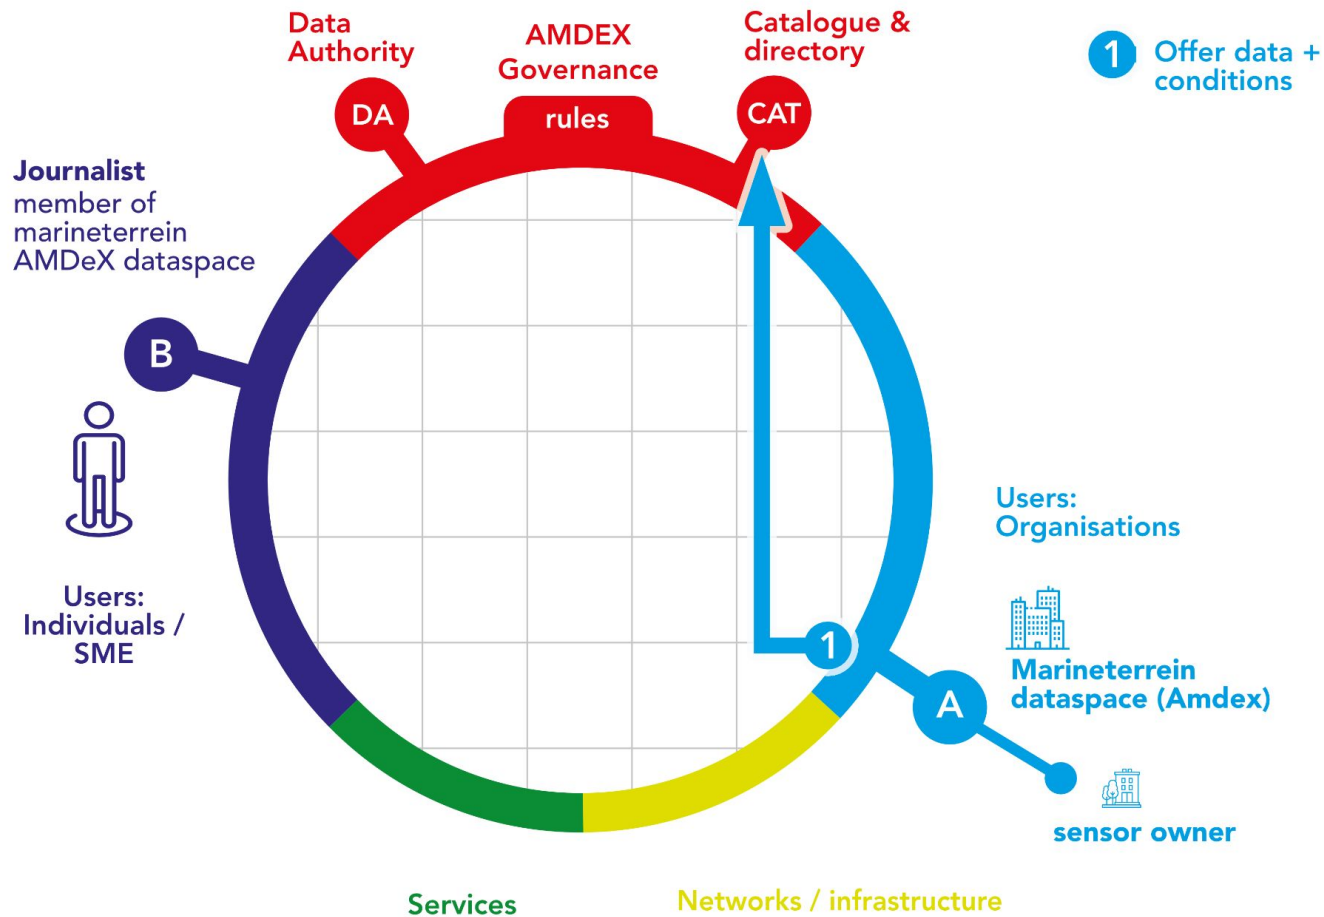 Data
Authority
AMDEX
Governance
Catalogue &
directory
1
Offer data +
conditions
DA
rules
CAT
Journalist
member of
marineterrein
AMDeX dataspace
B
Users:
Individuals /
SME
Users:
Organisations
1
Marineterrein
dataspace (Amdex)
A
sensor owner
Services
Networks / infrastructure